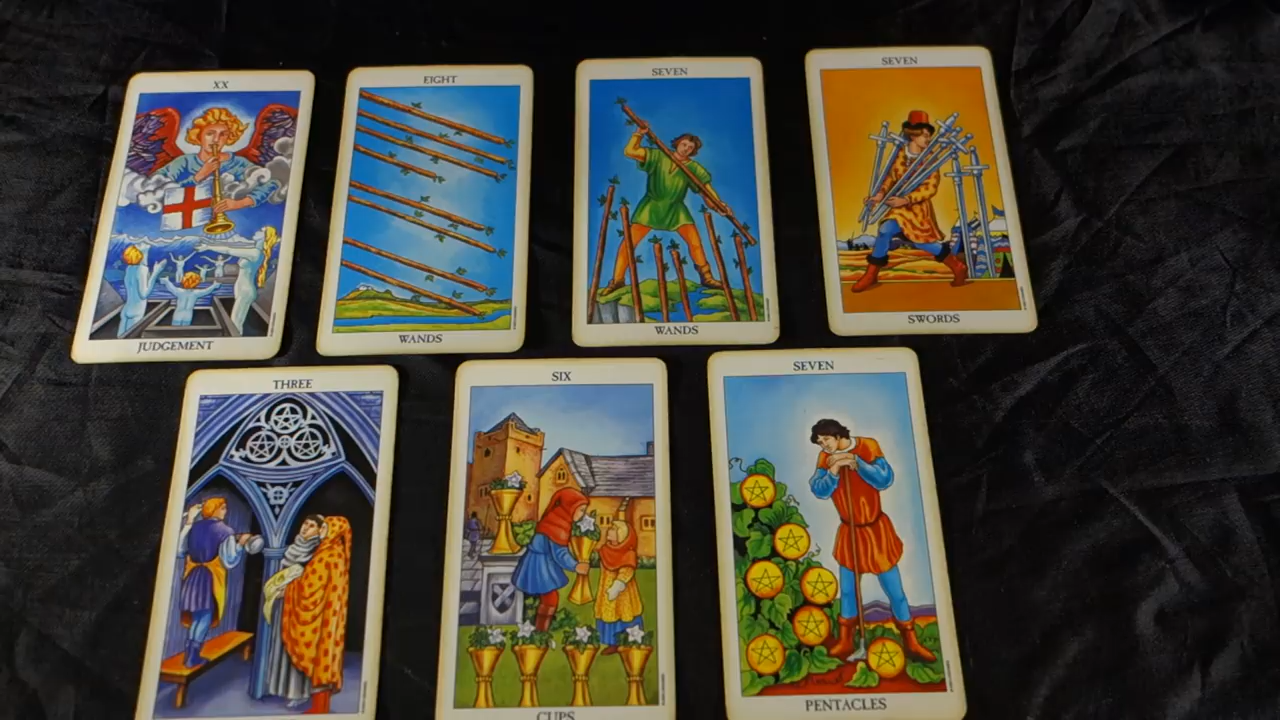 XX
JUDGEMENT
EIGHT
WANDS
SEVEN
WANDS
SEVEN
SWORDS
THREE
SIX
CUPS
SEVEN
PENTACLES